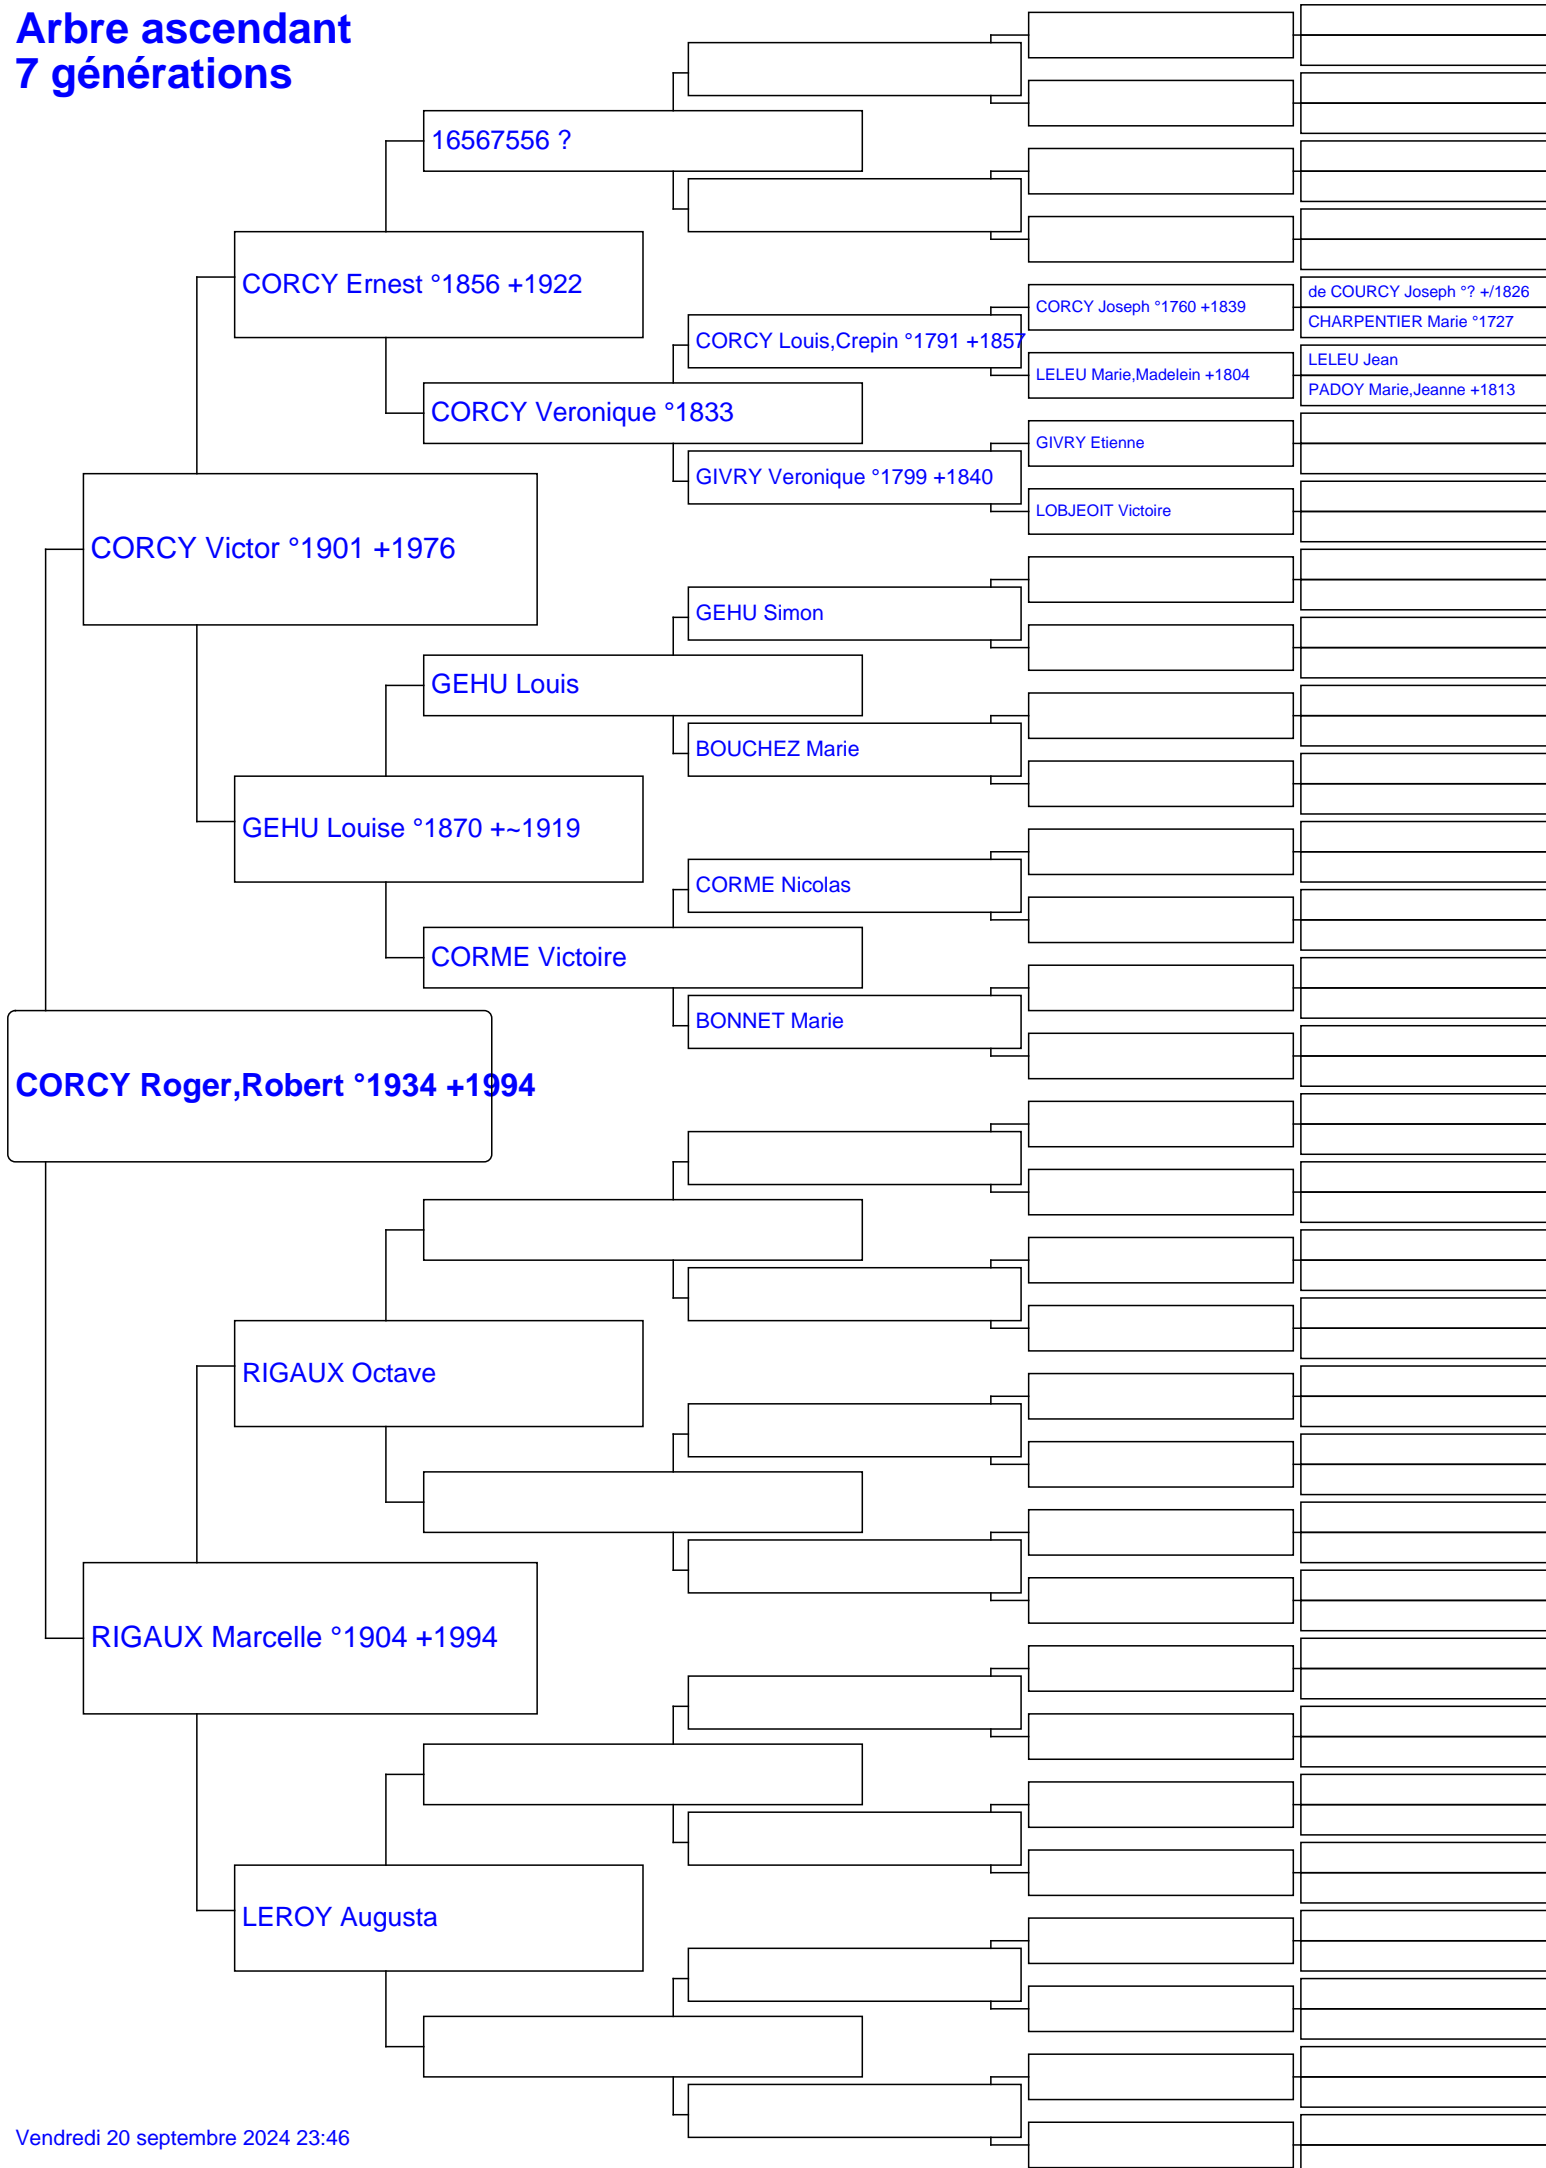 Arbre ascendant
7 générations
16567556 ?
CORCY Ernest °1856 +1922
de COURCY Joseph °? +/1826
CORCY Joseph °1760 +1839
CHARPENTIER Marie °1727
CORCY Louis,Crepin °1791 +1857
LELEU Jean
LELEU Marie,Madelein +1804
PADOY Marie,Jeanne +1813
CORCY Veronique °1833
GIVRY Etienne
GIVRY Veronique °1799 +1840
LOBJEOIT Victoire
CORCY Victor °1901 +1976
GEHU Simon
GEHU Louis
BOUCHEZ Marie
GEHU Louise °1870 +~1919
CORME Nicolas
CORME Victoire
BONNET Marie
CORCY Roger,Robert °1934 +1994
RIGAUX Octave
RIGAUX Marcelle °1904 +1994
LEROY Augusta
Vendredi 20 septembre 2024 23:46